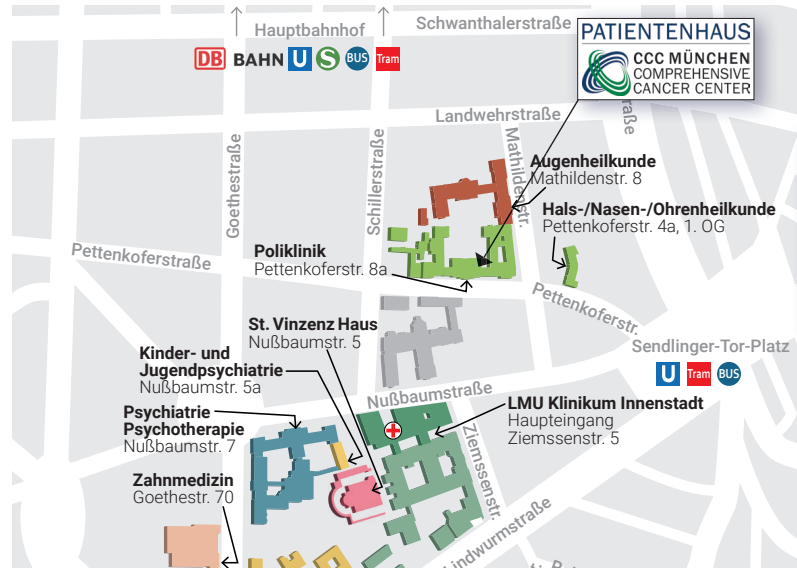 Hauptbahnhof
DB BAHN U S BUS Tram
Schwanthalerstraße
PATIENTENHAUS
CCC MÜNCHEN
COMPREHENSIVE
CANCER CENTER
Landwehrstraße
Mathildenstr.
Goethestraße
Schillerstraße
Augenheilkunde
Mathildenstr. 8
Hals-/Nasen-/Ohrenheilkunde
Pettenkoferstr. 4a, 1. OG
Pettenkoferstraße
Poliklinik
Pettenkoferstr. 8a
Pettenkoferstr.
St. Vinzenz Haus
Nußbaumstr. 5
Sendlinger-Tor-Platz
U Tram BUS
Kinder- und
Jugendpsychiatrie
Nußbaumstr. 5a
Nußbaumstraße
Psychiatrie
Psychotherapie
Nußbaumstr. 7
LMU Klinikum Innenstadt
Haupteingang
Ziemssenstr. 5
Ziemssenstr.
Zahnmedizin
Goethestr. 70
Lindwurmstraße